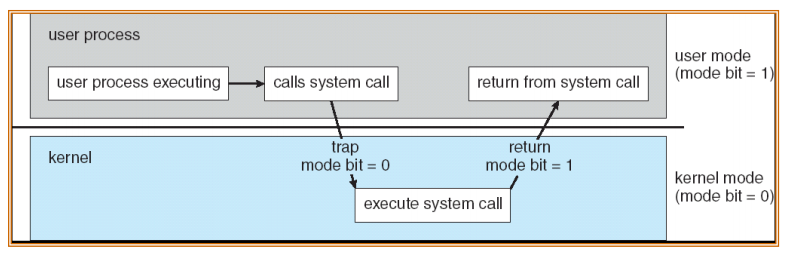 user process
user process executing
calls system call
return from system call
user mode
(mode bit = 1)
trap
mode bit = 0
return
mode bit = 1
kernel
execute system call
kernel mode
(mode bit = 0)